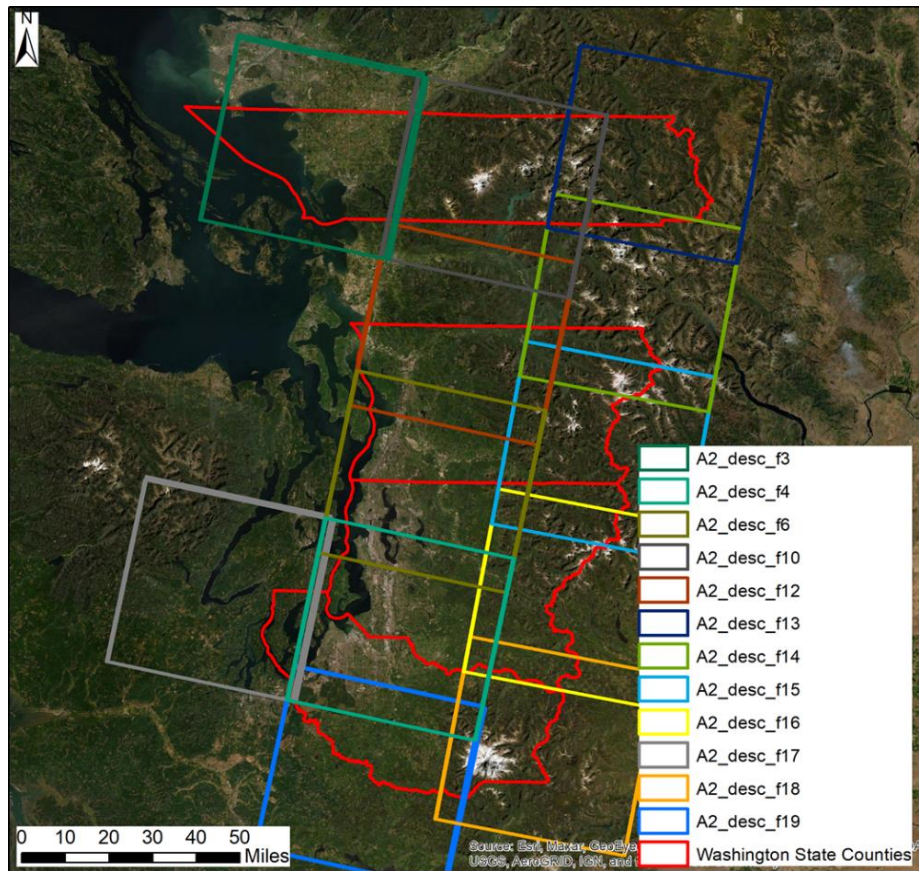 N
A2_desc_f3
A2_desc_f4
A2_desc_f6
A2_desc_f10
A2_desc_f12
A2_desc_f13
A2_desc_f14
A2_desc_f15
A2_desc_f16
A2_desc_f17
A2_desc_f18
A2_desc_f19
Washington State Counties
0 10 20 30 40 50
Miles
Source: Esri, Maxar, GeoEye
USGS, AeroGRID, IGN, and